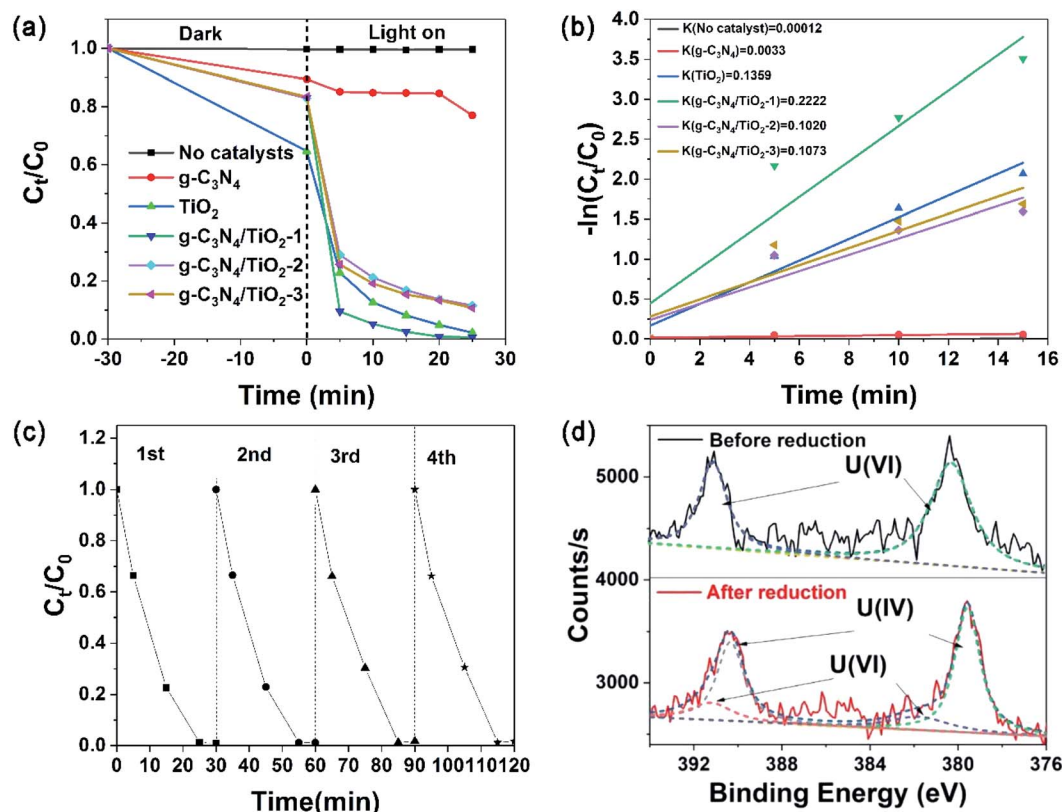 (a)
Dark
Light on
No catalysts
g-C₃N₄
TiO₂
g-C₃N₄/TiO₂-1
g-C₃N₄/TiO₂-2
g-C₃N₄/TiO₂-3
Cₜ/C₀
1.0
0.8
0.6
0.4
0.2
0.0
-30 -20 -10 0 10 20 30
Time (min)
(b)
K(No catalyst)=0.00012
K(g-C₃N₄)=0.0033
K(TiO₂)=0.1359
K(g-C₃N₄/TiO₂-1)=0.2222
K(g-C₃N₄/TiO₂-2)=0.1020
K(g-C₃N₄/TiO₂-3)=0.1073
-ln(Cₜ/C₀)
4.0
3.5
3.0
2.5
2.0
1.5
1.0
0.5
0.0
0 2 4 6 8 10 12 14 16
Time (min)
(c)
1st 2nd 3rd 4th
Cₜ/C₀
1.2
1.0
0.8
0.6
0.4
0.2
0.0
0 10 20 30 40 50 60 70 80 90 100110120
Time(min)
(d)
Before reduction
U(VI)
After reduction
U(IV)
U(VI)
Counts/s
5000
4000
3000
392 388 384 380 376
Binding Energy (eV)